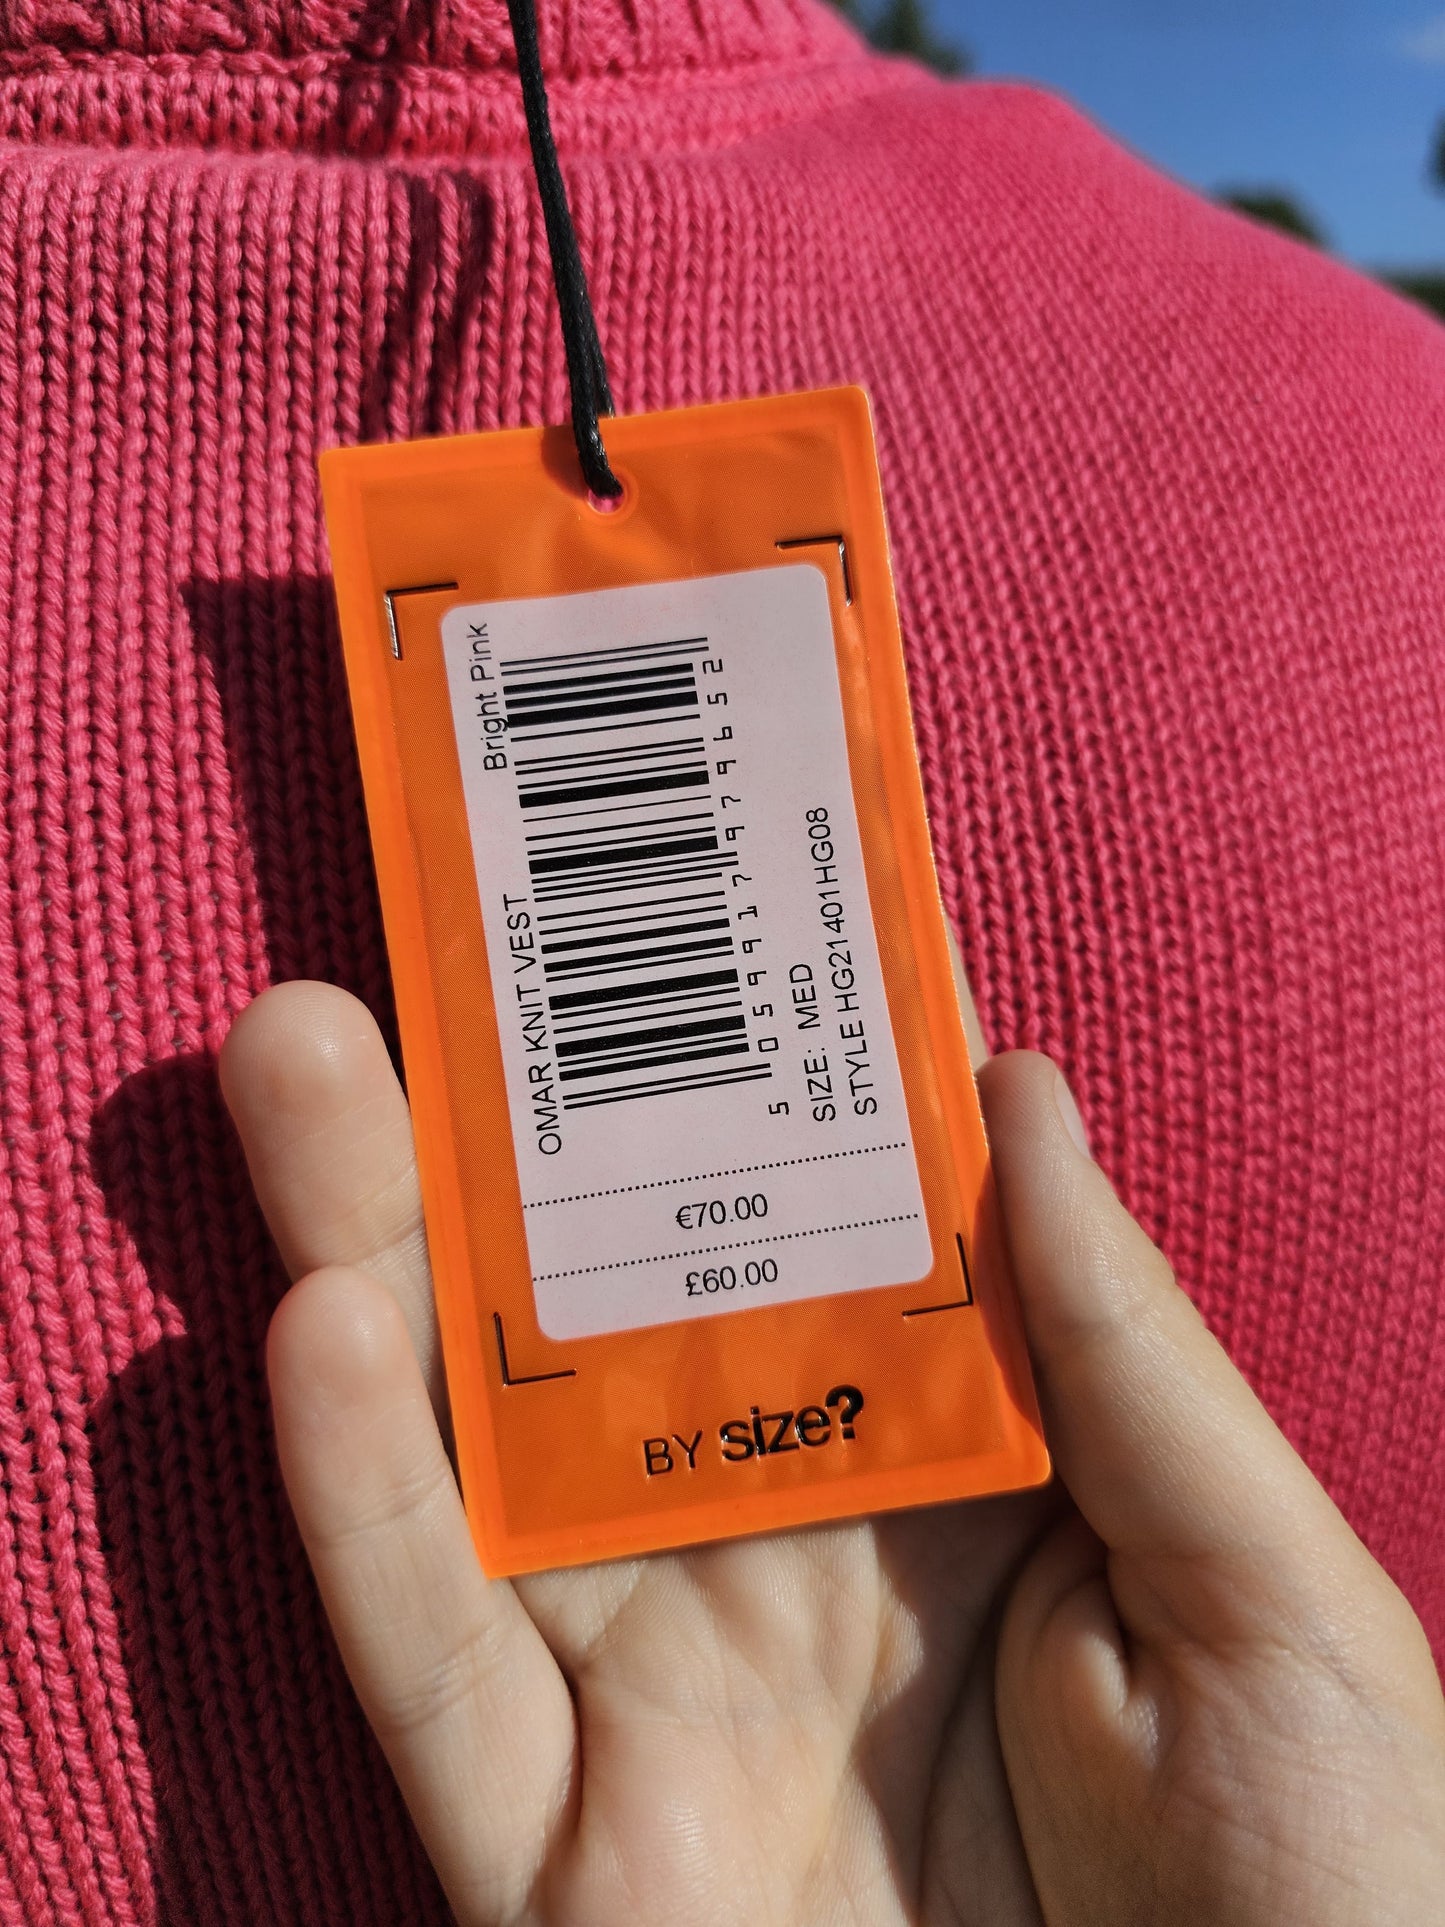 OMAR KNIT VEST Bright Pink
5 059917 979652
SIZE: MED
STYLE HG21401HG08
€70.00
£60.00
BY size?